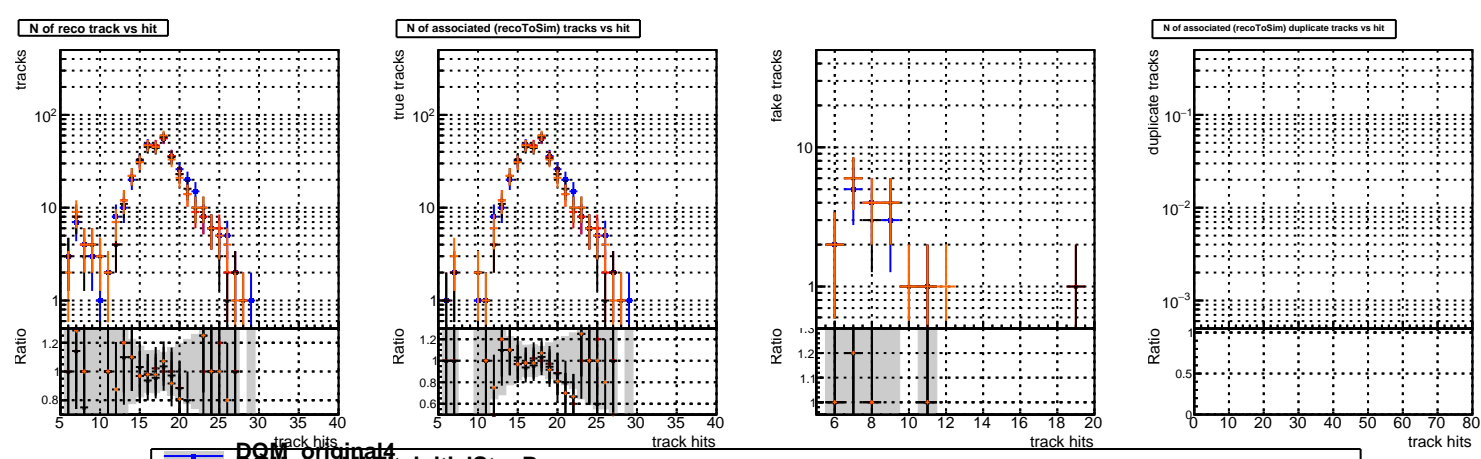 N of reco track vs hit
tracks
10²
10
1
Ratio
1.2
1
0.8
5 10 15 20 25 30 35 40
track hits
N of associated (recoToSim) tracks vs hit
true tracks
10²
10
1
Ratio
1.2
1
0.8
0.6
5 10 15 20 25 30 35 40
track hits
fake tracks
10
1
Ratio
1.3
1.2
1.1
1
6 8 10 12 14 16 18 20
track hits
N of associated (recoToSim) duplicate tracks vs hit
duplicate tracks
10⁻¹
10⁻²
10⁻³
Ratio
1
0.5
0
0 10 20 30 40 50 60 70 80
track hits
DQM_original4